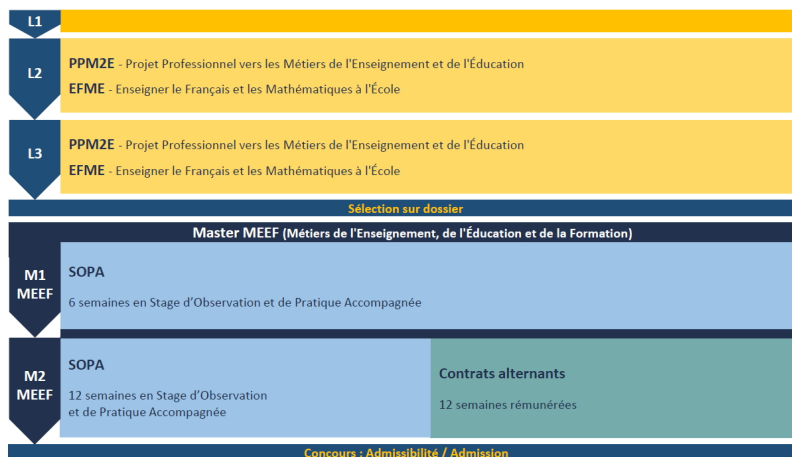 L1
L2
PPM2E - Projet Professionnel vers les Métiers de l'Enseignement et de l'Éducation
EFME - Enseigner le Français et les Mathématiques à l'École
L3
PPM2E - Projet Professionnel vers les Métiers de l'Enseignement et de l'Éducation
EFME - Enseigner le Français et les Mathématiques à l'École
Sélection sur dossier
Master MEEF (Métiers de l'Enseignement, de l'Éducation et de la Formation)
M1
MEEF
SOPA
6 semaines en Stage d’Observation et de Pratique Accompagnée
M2
MEEF
SOPA
12 semaines en Stage d’Observation
et de Pratique Accompagnée
Contrats alternants
12 semaines rémunérées
Concours : Admissibilité / Admission